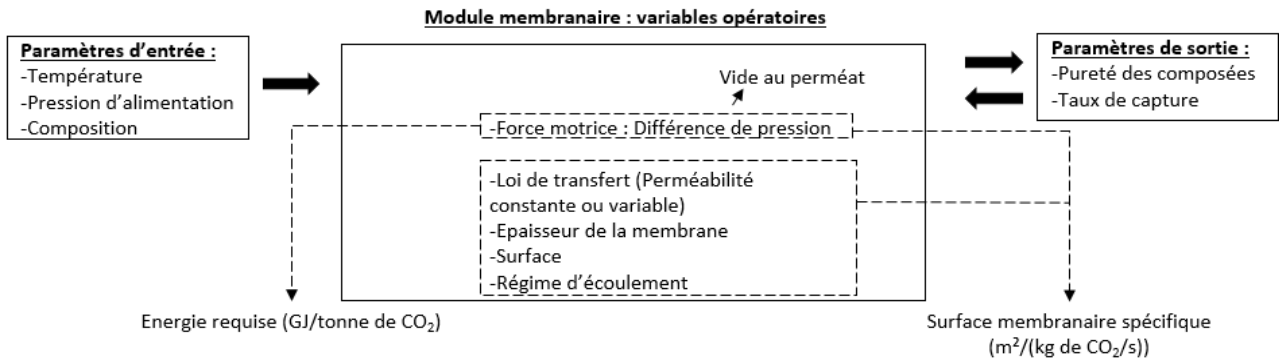 Module membranaire : variables opératoires
Paramètres d’entrée :
-Température
-Pression d’alimentation
-Composition
Vide au perméat
-Force motrice : Différence de pression
-Loi de transfert (Perméabilité
constante ou variable)
-Epaisseur de la membrane
-Surface
-Régime d’écoulement
Paramètres de sortie :
-Pureté des composées
-Taux de capture
Energie requise (GJ/tonne de CO₂)
Surface membranaire spécifique
(m²/(kg de CO₂/s))